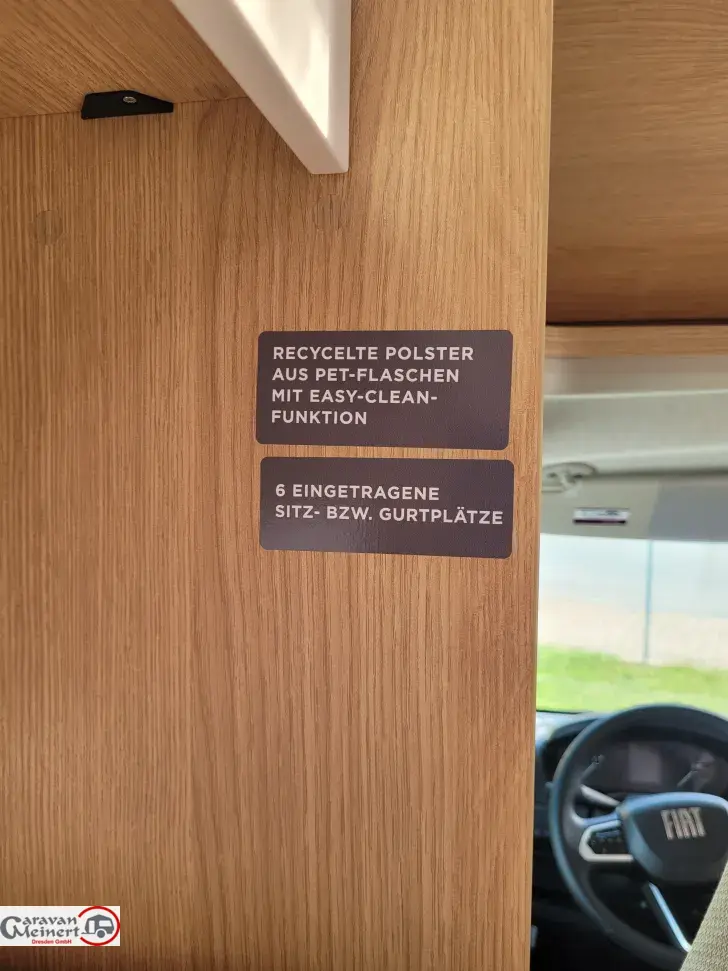 RECYCELTE POLSTER
AUS PET-FLASCHEN
MIT EASY-CLEAN-
FUNKTION
6 EINGETRAGENE
SITZ- BZW. GURTPLÄTZE
FIAT
Caravan
Meinert
Dresden GmbH